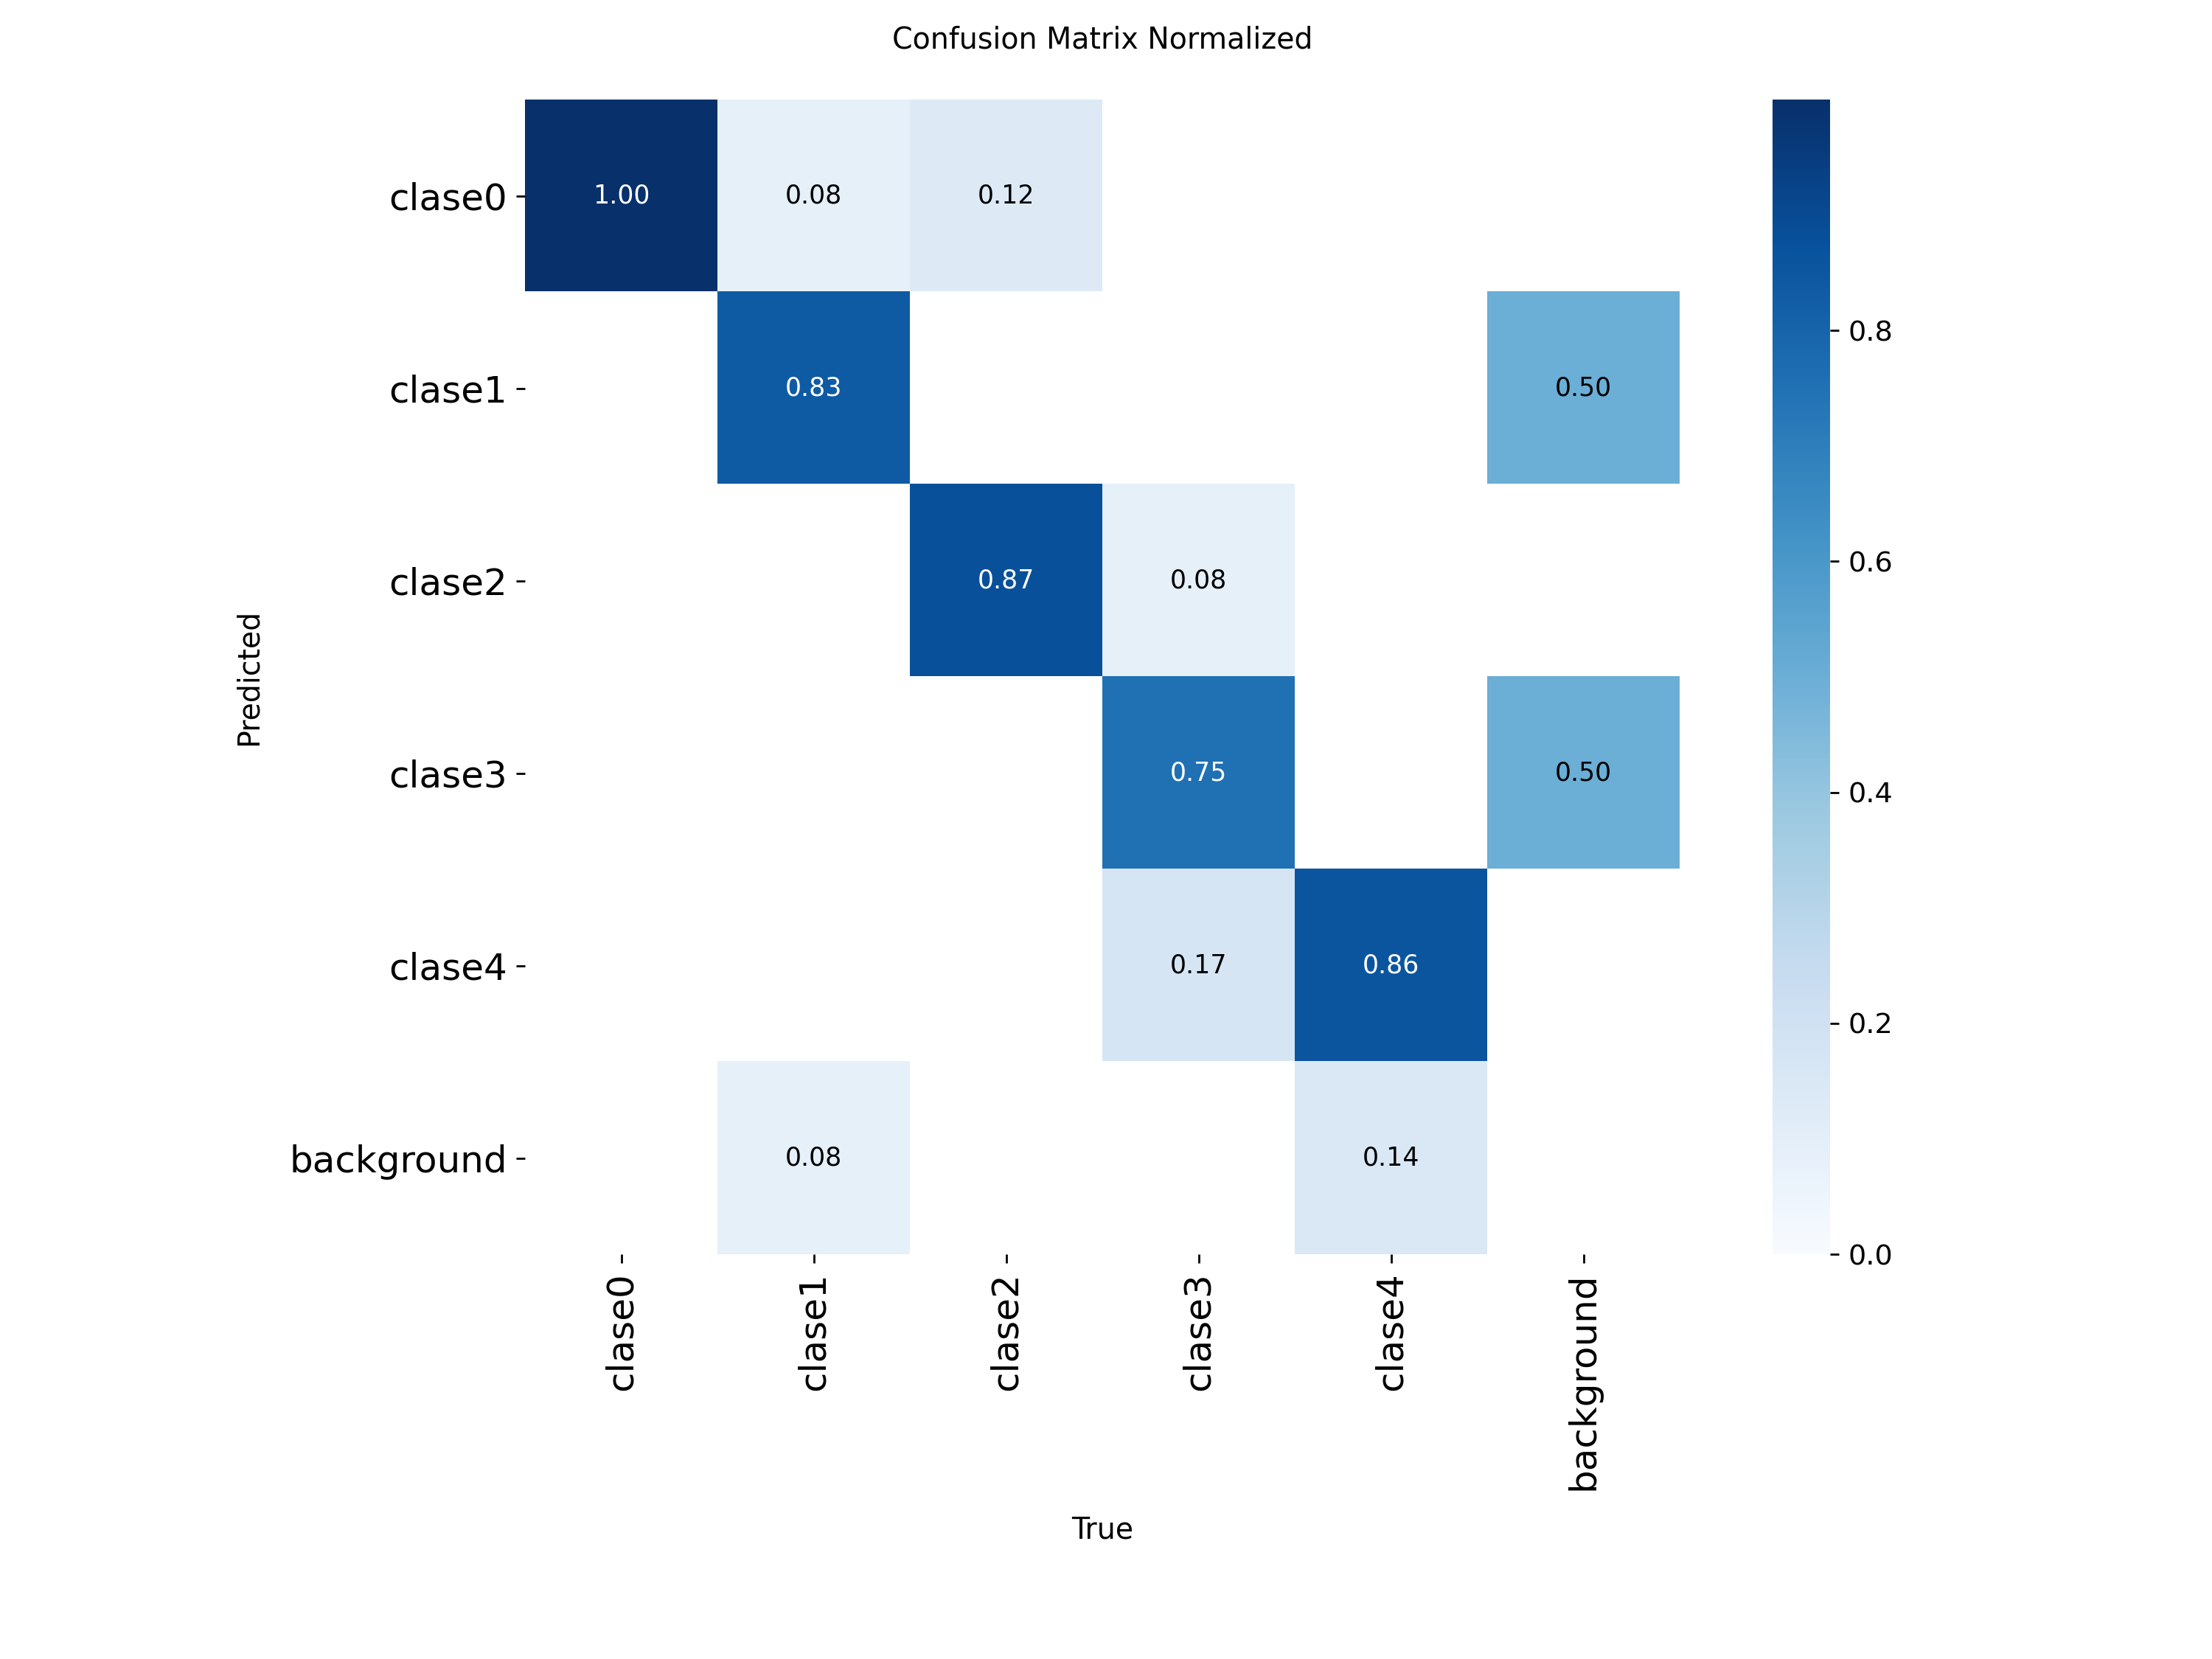 Confusion Matrix Normalized
clase0
1.00 0.08 0.12
clase1
0.83 0.50
clase2
0.87 0.08
clase3
0.75 0.50
clase4
0.17 0.86
background
0.08 0.14
Predicted
clase0 clase1 clase2 clase3 clase4 background
True
0.8
0.6
0.4
0.2
0.0